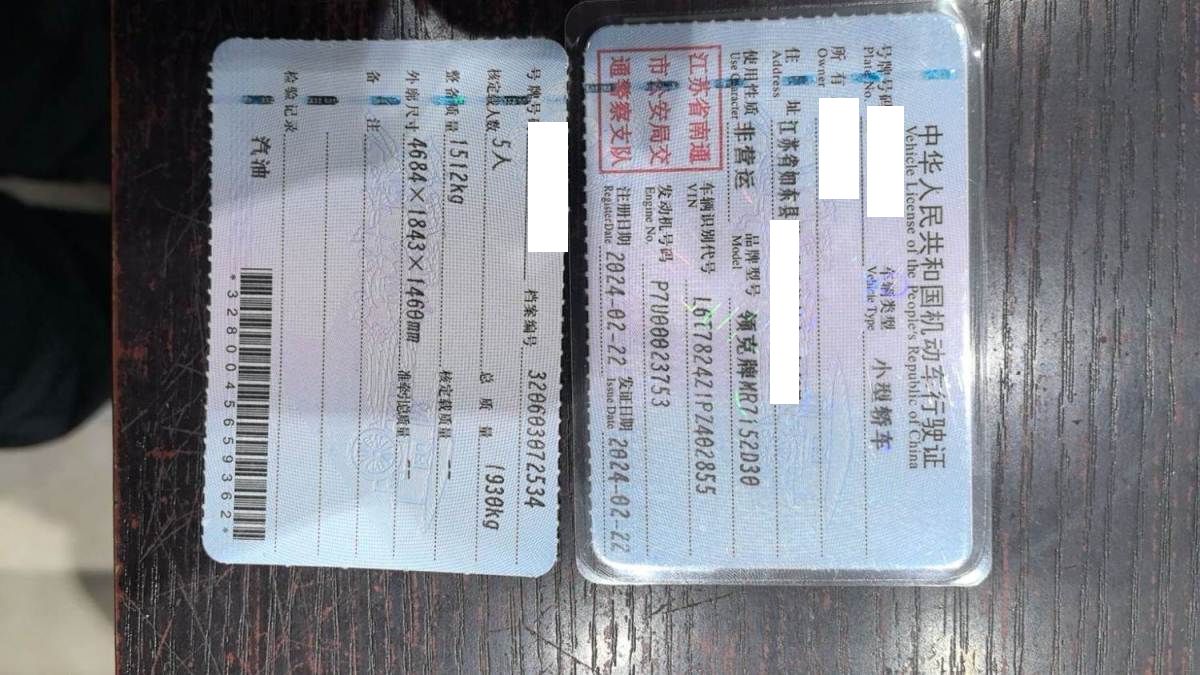 中华人民共和国机动车行驶证
Vehicle License of the People's Republic of China
号牌号码
Plate No.
车辆类型 小型轿车
Vehicle Type
所有
Owner
住 址 江苏省如东县
Address
使用性质 非营运 品牌型号 领克牌MR7152D30
Use Character Model
江苏省南通
市公安局交
通警察支队
车辆识别代号 L6T7824Z1PZ402855
VIN
发动机号码 P7U00023753
Engine No.
注册日期 2024-02-22 发证日期 2024-02-22
Register Date Issue Date
号牌号 档案编号 320603072534
核定载人数 5人 总 质 量 1930kg
整备质量 1512kg 核定载质量 --
外廓尺寸 4684×1843×1460mm 准牵引总质量 --
备 注
检验记录
汽油
*3280045659362*